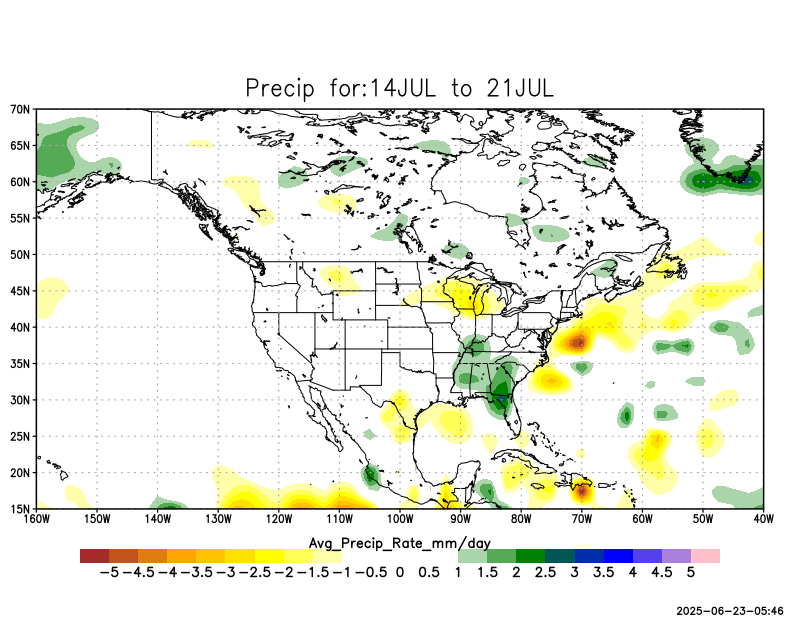 Precip for:14JUL to 21JUL
70N
65N
60N
55N
50N
45N
40N
35N
30N
25N
20N
15N
160W 150W 140W 130W 120W 110W 100W 90W 80W 70W 60W 50W 40W
Avg_Precip_Rate_mm/day
-5 -4.5 -4 -3.5 -3 -2.5 -2 -1.5 -1 -0.5 0 0.5 1 1.5 2 2.5 3 3.5 4 4.5 5
2025-06-23-05:46